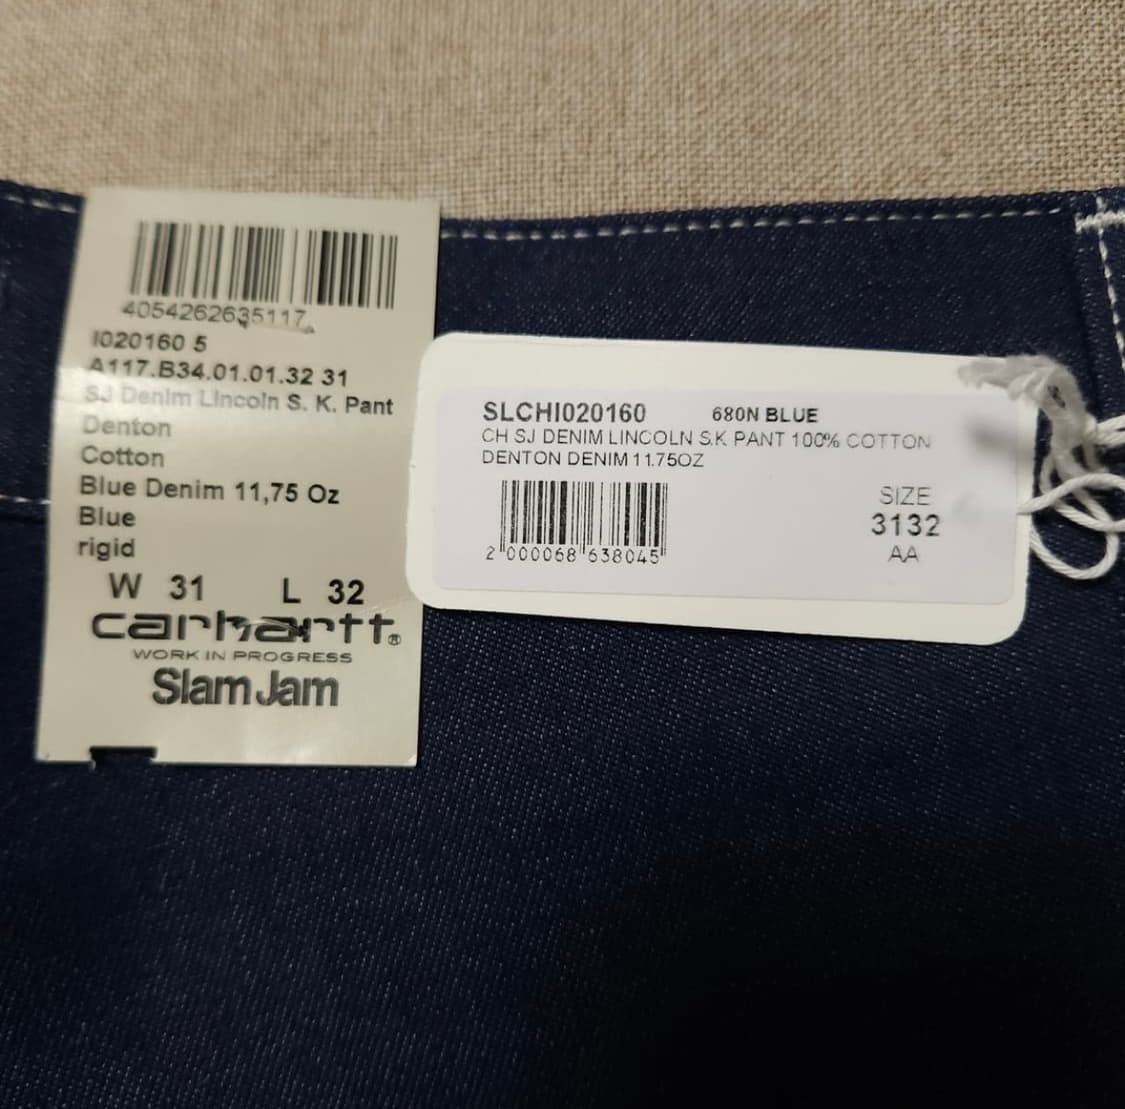 4054262635117
I020160 5
A117.B34.01.01.32 31
SJ Denim Lincoln S. K. Pant
Denton
Cotton
Blue Denim 11,75 Oz
Blue
rigid
W 31 L 32
carhartt®
WORK IN PROGRESS
Slam Jam
SLCHI020160 680N BLUE
CH SJ DENIM LINCOLN S.K PANT 100% COTTON
DENTON DENIM 11.75OZ
2 000068 638045
SIZE
3132
AA